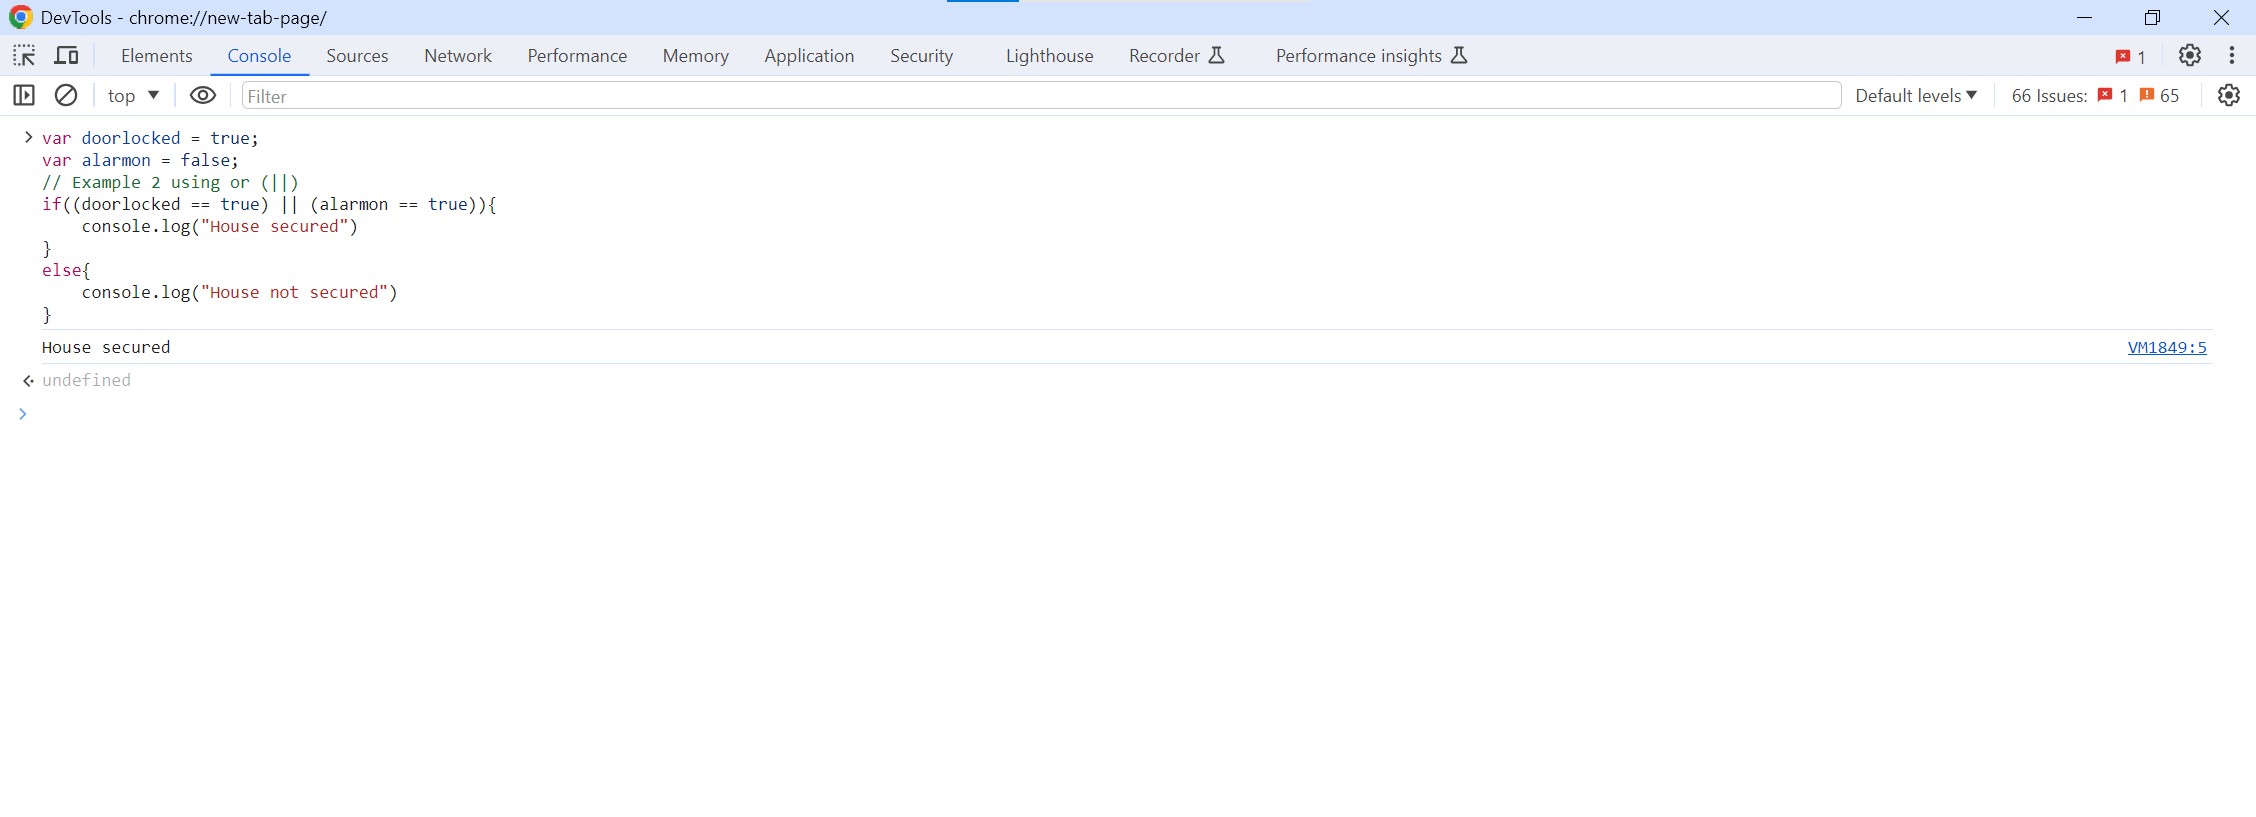 DevTools - chrome://new-tab-page/
Elements Console Sources Network Performance Memory Application Security Lighthouse Recorder Performance insights 1
top Filter Default levels 66 Issues: 1 65
var doorlocked = true;
var alarmon = false;
// Example 2 using or (||)
if((doorlocked == true) || (alarmon == true)){
    console.log("House secured")
}
else{
    console.log("House not secured")
}
House secured VM1849:5
undefined